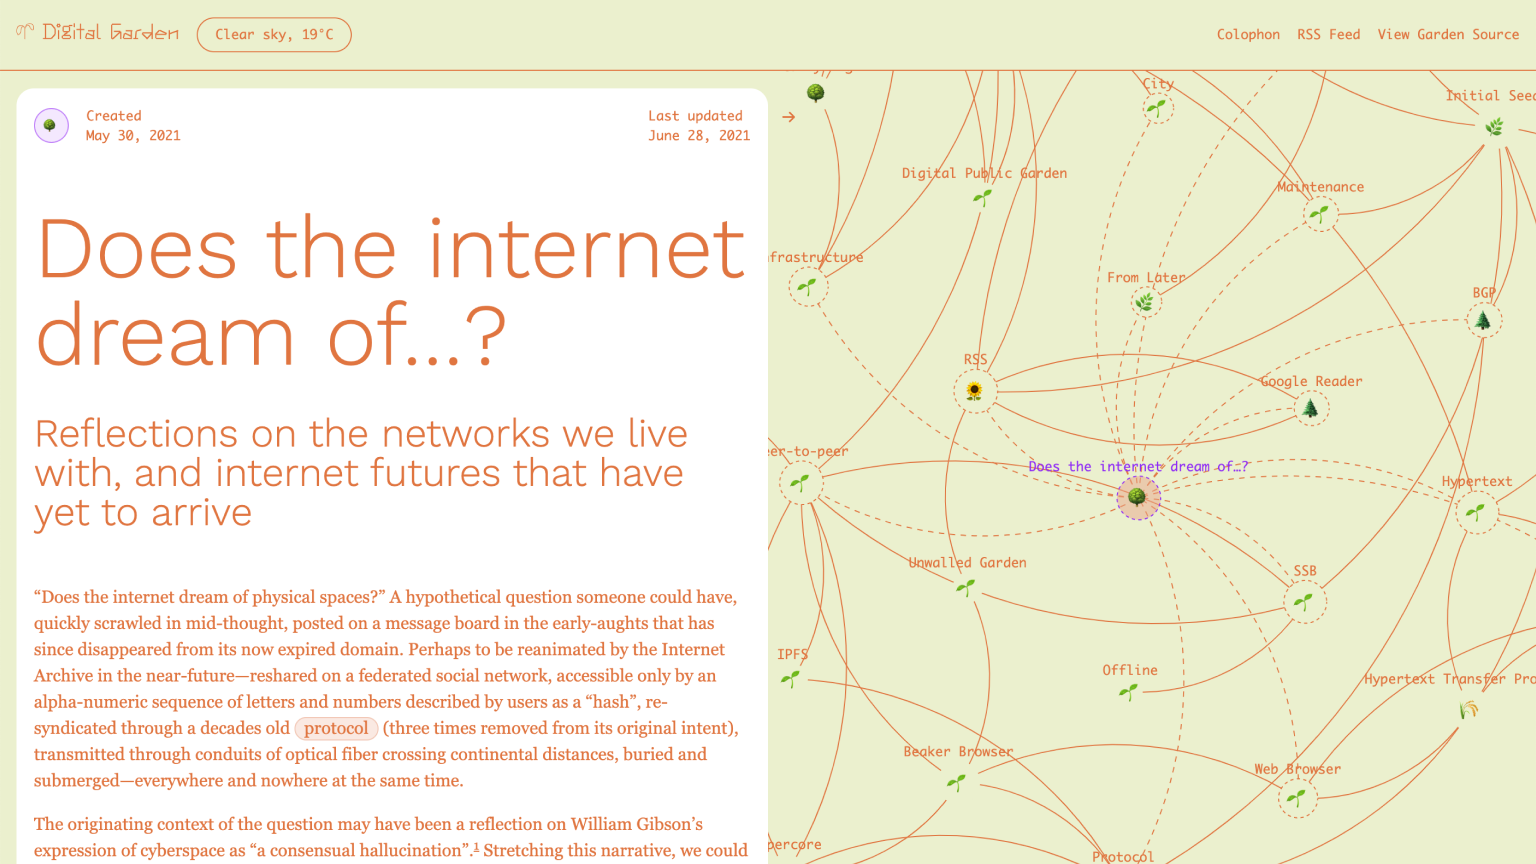 Digital Garden
Clear sky, 19°C
Colophon
RSS Feed
View Garden Source
Created
May 30, 2021
Last updated
June 28, 2021
→
Does the internet
dream of...?
Reflections on the networks we live
with, and internet futures that have
yet to arrive
“Does the internet dream of physical spaces?” A hypothetical question someone could have,
quickly scrawled in mid-thought, posted on a message board in the early-aughts that has
since disappeared from its now expired domain. Perhaps to be reanimated by the Internet
Archive in the near-future—reshared on a federated social network, accessible only by an
alpha-numeric sequence of letters and numbers described by users as a “hash”, re-
syndicated through a decades old protocol (three times removed from its original intent),
transmitted through conduits of optical fiber crossing continental distances, buried and
submerged—everywhere and nowhere at the same time.
The originating context of the question may have been a reflection on William Gibson’s
expression of cyberspace as “a consensual hallucination”.1 Stretching this narrative, we could
City
Initial Seed
Digital Public Garden
Maintenance
nfrastructure
From Later
BGP
RSS
Google Reader
eer-to-peer
Does the internet dream of…?
Hypertext
Unwalled Garden
SSB
IPFS
Offline
Hypertext Transfer Pro
Beaker Browser
Web Browser
percore
Protocol